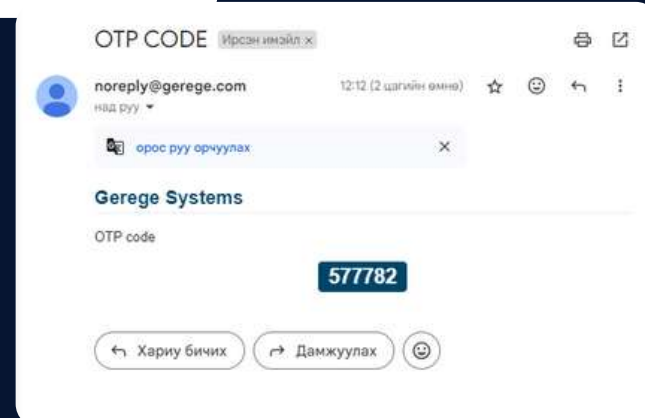 OTP CODE Ирсэн имэйл ×
noreply@gerege.com 12:12 (2 цагийн өмнө)
над руу
орос руу орчуулах
Gerege Systems
OTP code
577782
Хариу бичих Дамжуулах